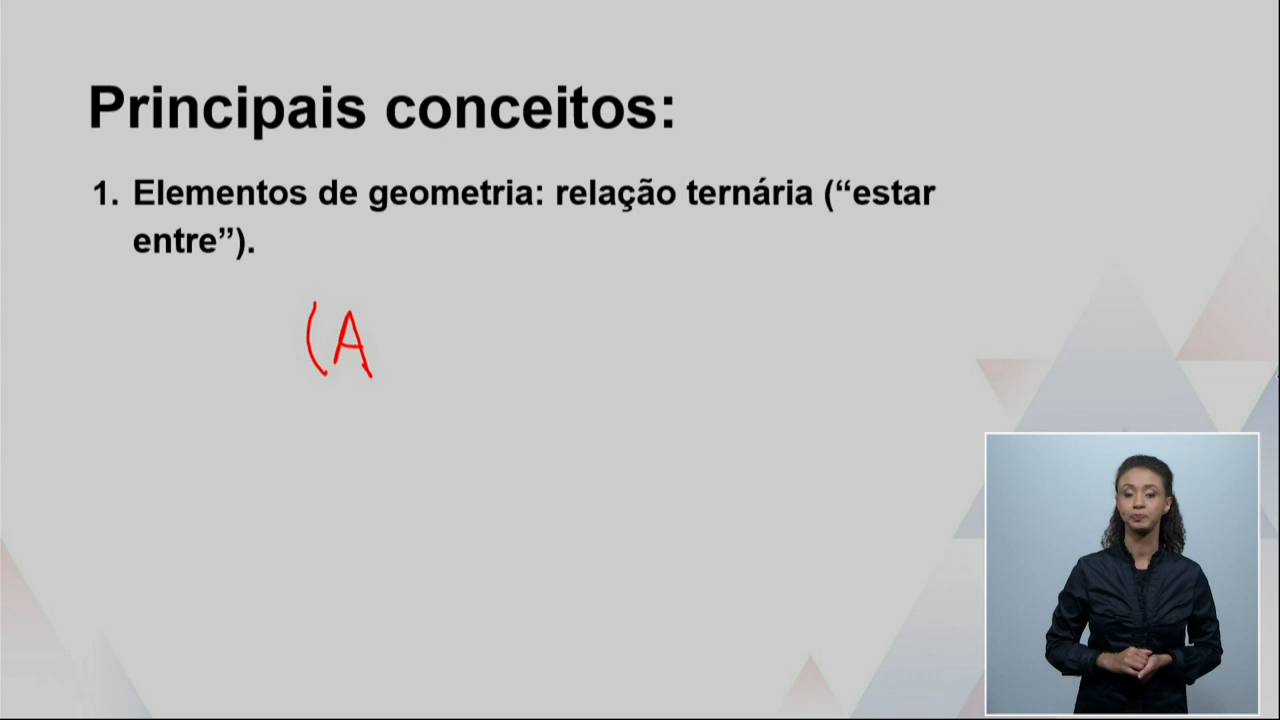 Principais conceitos:
1. Elementos de geometria: relação ternária (“estar
entre”).
(A